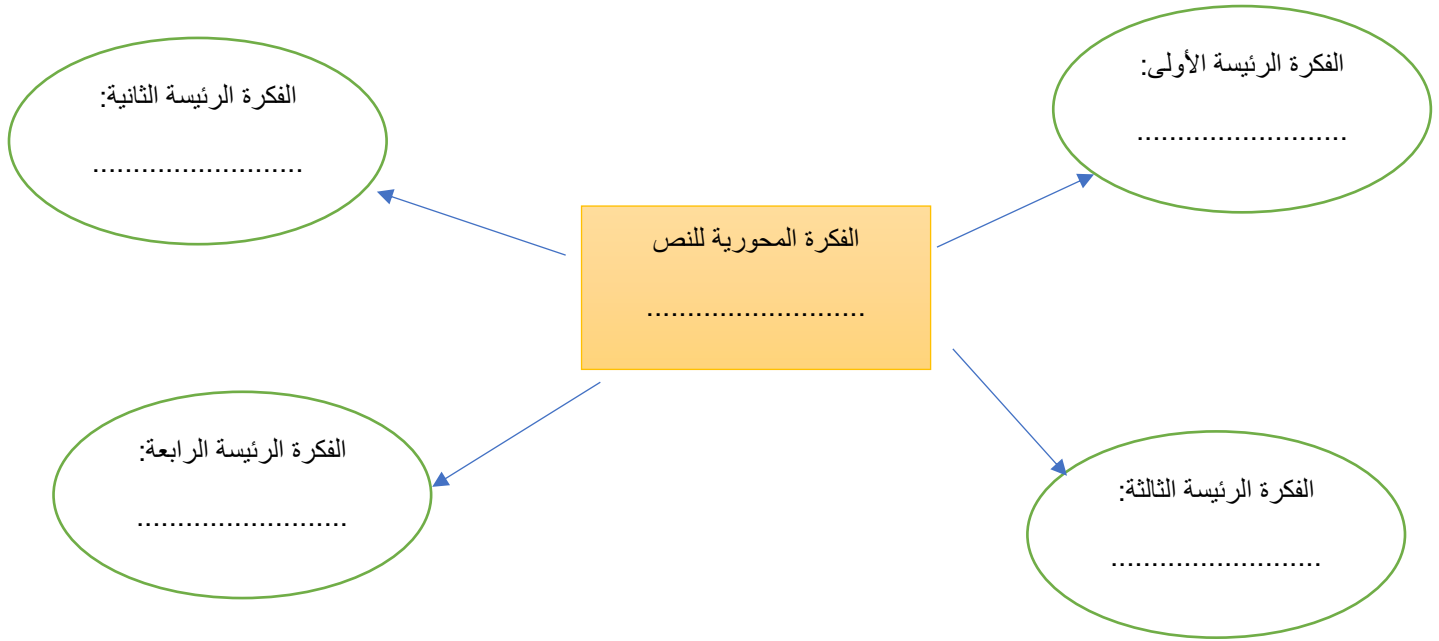 الفكرة الرئيسة الأولى:
..........................
الفكرة الرئيسة الثانية:
..........................
الفكرة المحورية للنص
...........................
الفكرة الرئيسة الثالثة:
..........................
الفكرة الرئيسة الرابعة:
..........................